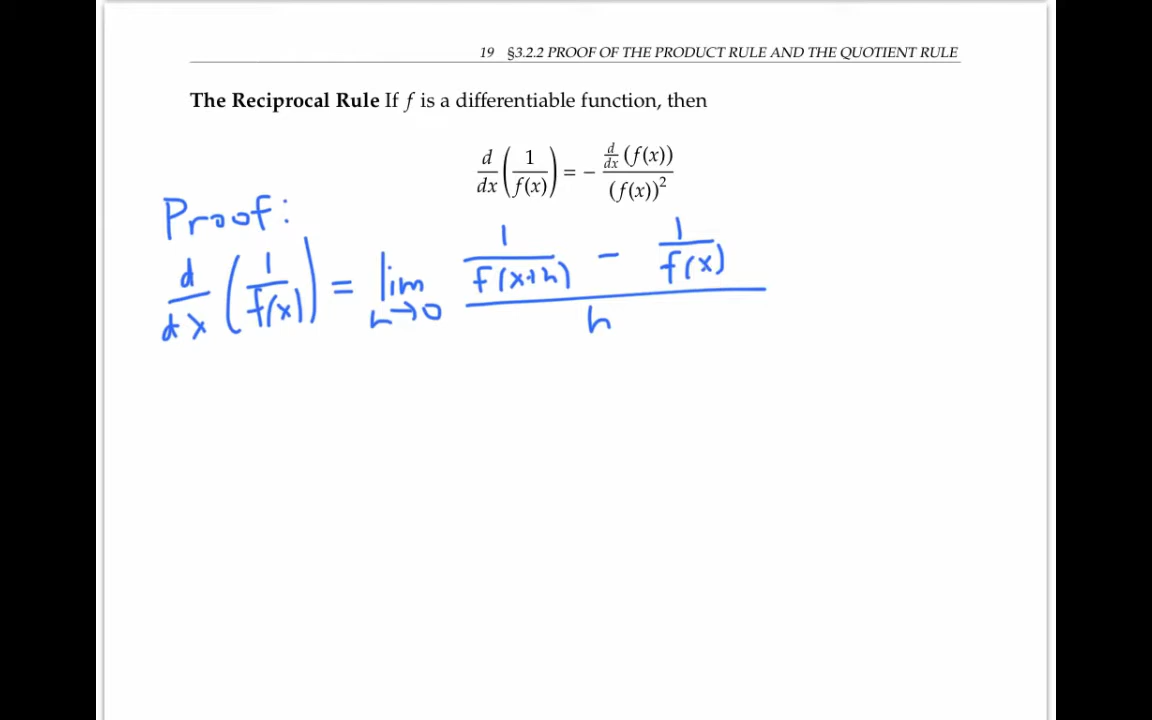 19 §3.2.2 PROOF OF THE PRODUCT RULE AND THE QUOTIENT RULE
The Reciprocal Rule If f is a differentiable function, then
d/dx (1/f(x)) = − d/dx (f(x)) / (f(x))²
Proof:
d/dx (1/f(x)) = lim h→0 (1/f(x+h) − 1/f(x)) / h